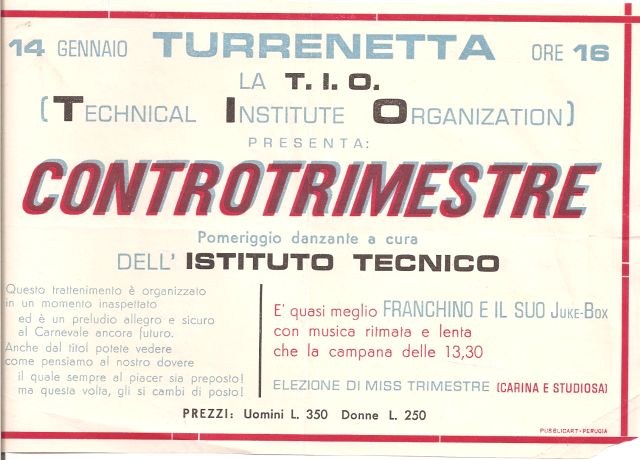 14 GENNAIO TURRENETTA ORE 16
LA T. I. O.
(TECHNICAL INSTITUTE ORGANIZATION)
PRESENTA:
CONTROTRIMESTRE
Pomeriggio danzante a cura
DELL' ISTITUTO TECNICO
Questo trattenimento è organizzato
in un momento inaspettato
ed è un preludio allegro e sicuro
al Carnevale ancora futuro.
Anche dal titol potete vedere
come pensiamo al nostro dovere
il quale sempre al piacer sia preposto!
ma questa volta, gli si cambi di posto!
E' quasi meglio FRANCHINO E IL SUO JUKE-BOX
con musica ritmata e lenta
che la campana delle 13,30
ELEZIONE DI MISS TRIMESTRE (CARINA E STUDIOSA)
PREZZI: Uomini L. 350 Donne L. 250
PUBBLICART - PERUGIA